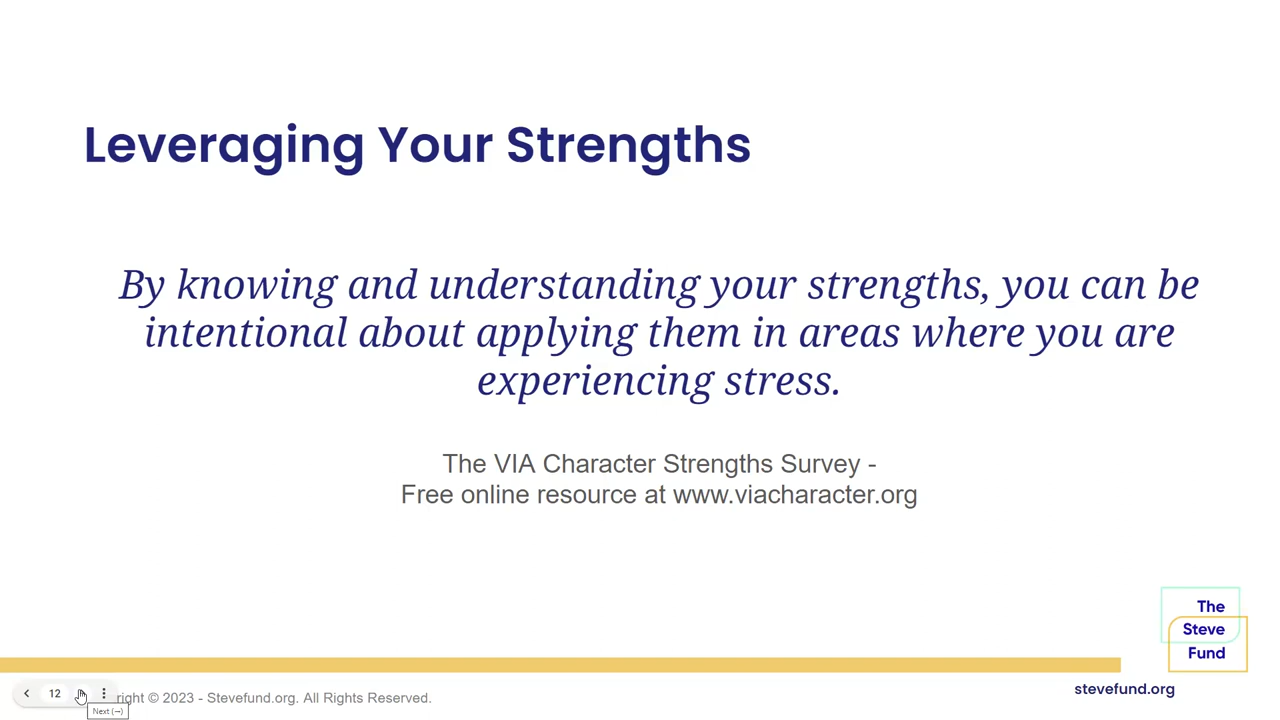 Leveraging Your Strengths
By knowing and understanding your strengths, you can be
intentional about applying them in areas where you are
experiencing stress.
The VIA Character Strengths Survey -
Free online resource at www.viacharacter.org
The
Steve
Fund
stevefund.org
12
right © 2023 - Stevefund.org. All Rights Reserved.
Next (→)